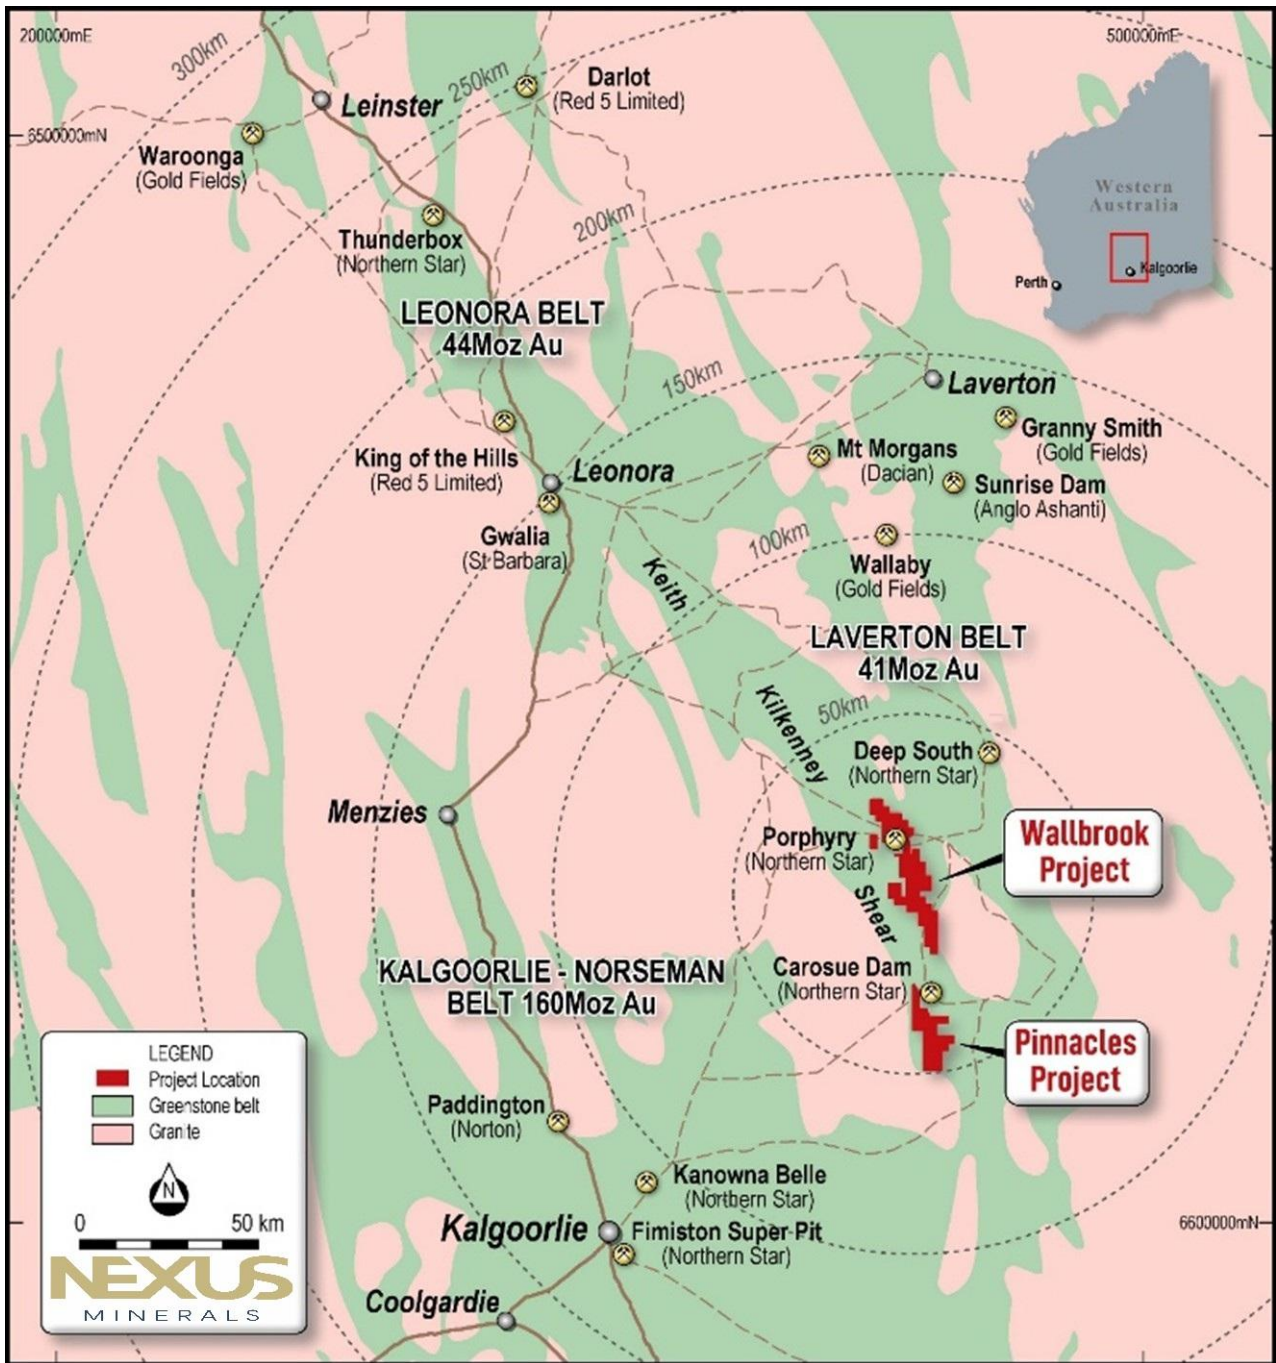 200000mE
500000mE
300km
250km
Darlot
(Red 5 Limited)
Leinster
6500000mN
Waroonga
(Gold Fields)
Western
Australia
200km
Thunderbox
(Northern Star)
Kalgoorlie
Perth
LEONORA BELT
44Moz Au
150km
Laverton
Granny Smith
(Gold Fields)
King of the Hills
(Red 5 Limited)
Leonora
Mt Morgans
(Dacian)
Sunrise Dam
(Anglo Ashanti)
Gwalia
(St Barbara)
100km
Wallaby
(Gold Fields)
Keith
LAVERTON BELT
41Moz Au
Kilkenney
50km
Deep South
(Northern Star)
Menzies
Porphyry
(Northern Star)
Wallbrook
Project
Shear
Carosue Dam
(Northern Star)
KALGOORLIE - NORSEMAN
BELT 160Moz Au
Pinnacles
Project
LEGEND
Project Location
Greenstone belt
Granite
N
0 50 km
NEXUS
MINERALS
Paddington
(Norton)
Kanowna Belle
(Northern Star)
6600000mN
Kalgoorlie
Fimiston Super Pit
(Northern Star)
Coolgardie